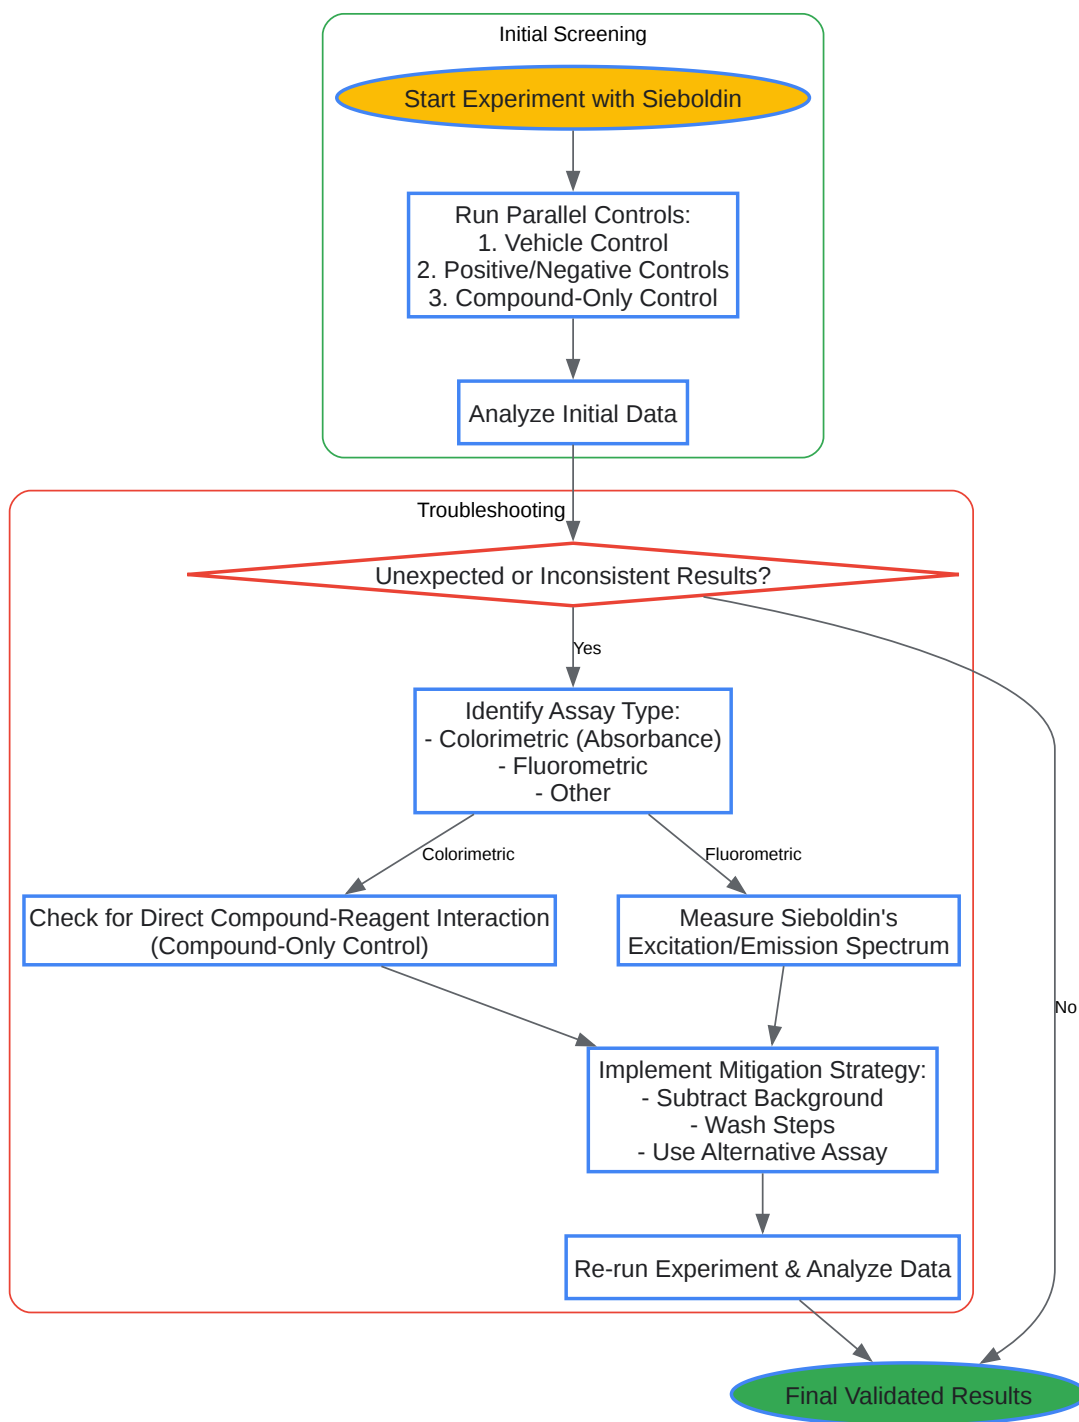 Initial Screening
Start Experiment with Sieboldin
Run Parallel Controls:
1. Vehicle Control
2. Positive/Negative Controls
3. Compound-Only Control
Analyze Initial Data
Troubleshooting
Unexpected or Inconsistent Results?
Yes
Identify Assay Type:
- Colorimetric (Absorbance)
- Fluorometric
- Other
Colorimetric
Fluorometric
Check for Direct Compound-Reagent Interaction
(Compound-Only Control)
Measure Sieboldin's
Excitation/Emission Spectrum
No
Implement Mitigation Strategy:
- Subtract Background
- Wash Steps
- Use Alternative Assay
Re-run Experiment & Analyze Data
Final Validated Results